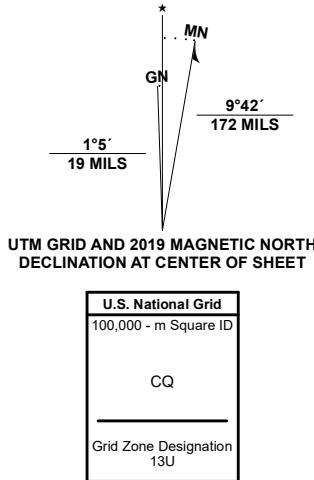 ★
MN
GN
9°42´
172 MILS
1°5´
19 MILS
UTM GRID AND 2019 MAGNETIC NORTH
DECLINATION AT CENTER OF SHEET
U.S. National Grid
100,000 - m Square ID
CQ
Grid Zone Designation
13U